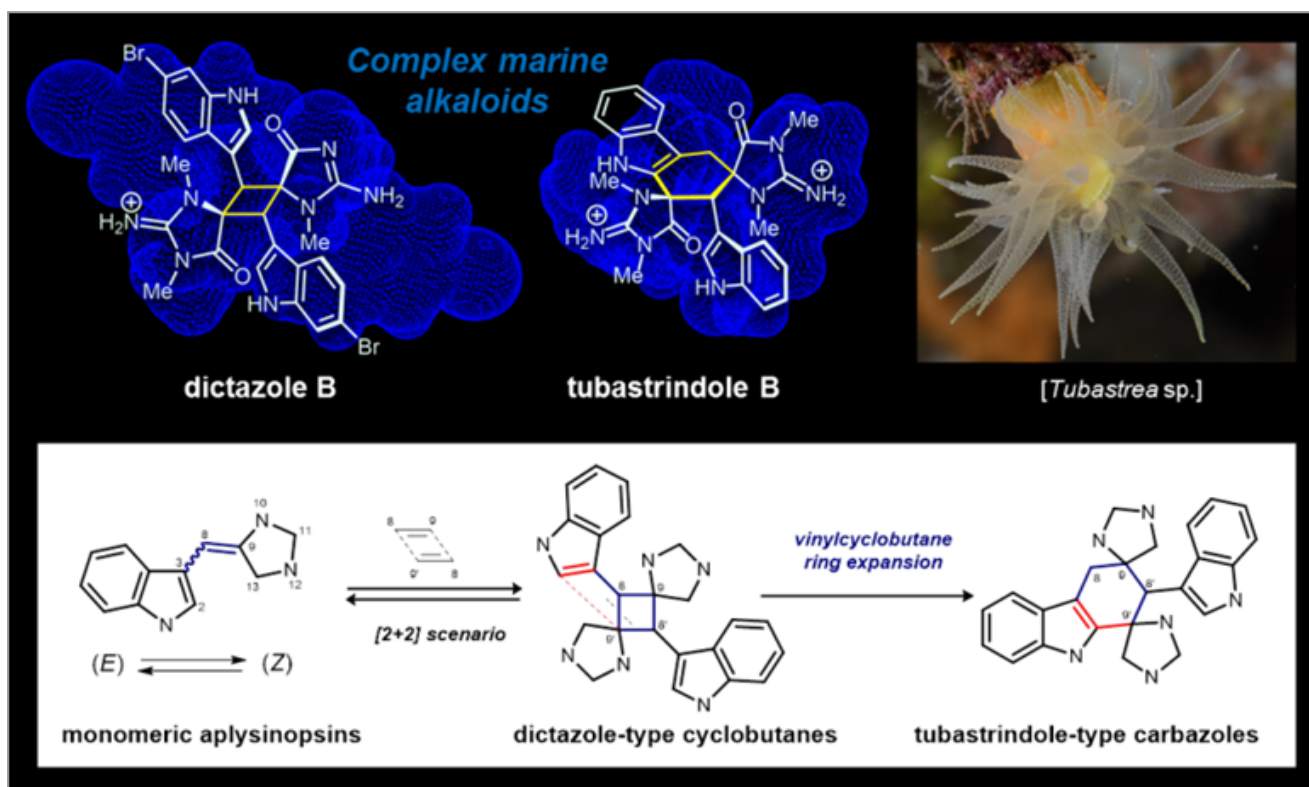 Complex marine
alkaloids
Br
NH
O
N
Me
NH₂
⊕
H₂N
N
N
N
Me
N
Me
O
HN
Br
O
Me
N
HN
Me
N
⊕
NH₂
N
Me
⊕
H₂N
N
O
N
Me
HN
dictazole B
tubastrindole B
[Tubastrea sp.]
10
N
8
11
9
3
N
12
13
2
N
(E)
(Z)
monomeric aplysinopsins
8
9
9'
8
[2+2] scenario
N
N
N
6
9
9'
8'
N
N
N
dictazole-type cyclobutanes
vinylcyclobutane
ring expansion
N
N
8
9
8'
9'
N
N
N
N
tubastrindole-type carbazoles